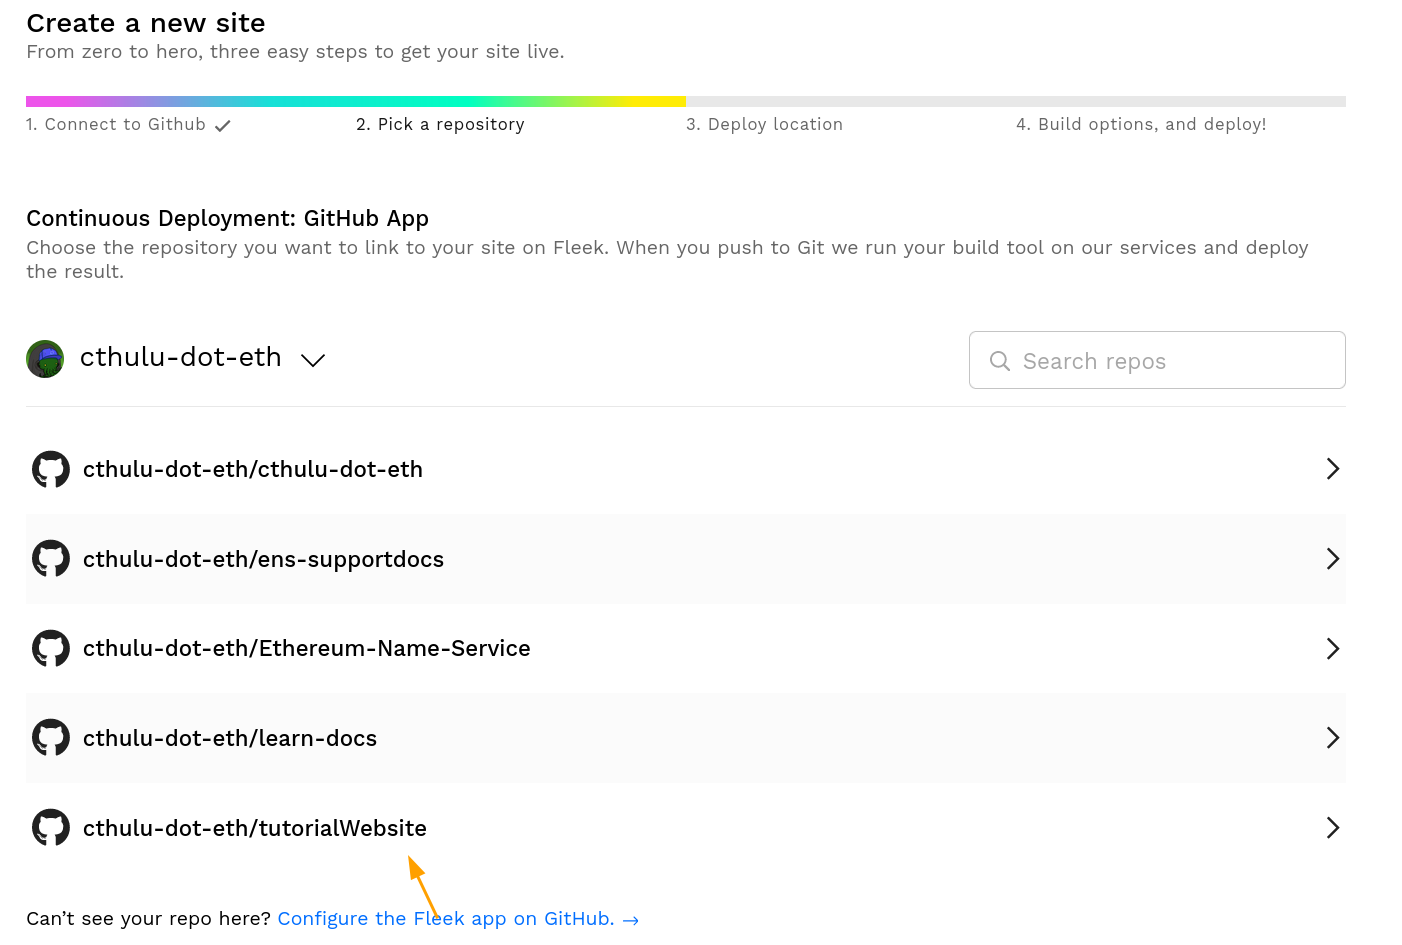 Create a new site
From zero to hero, three easy steps to get your site live.
1. Connect to Github
2. Pick a repository
3. Deploy location
4. Build options, and deploy!
Continuous Deployment: GitHub App
Choose the repository you want to link to your site on Fleek. When you push to Git we run your build tool on our services and deploy
the result.
cthulu-dot-eth
Search repos
cthulu-dot-eth/cthulu-dot-eth
cthulu-dot-eth/ens-supportdocs
cthulu-dot-eth/Ethereum-Name-Service
cthulu-dot-eth/learn-docs
cthulu-dot-eth/tutorialWebsite
Can’t see your repo here? Configure the Fleek app on GitHub. →